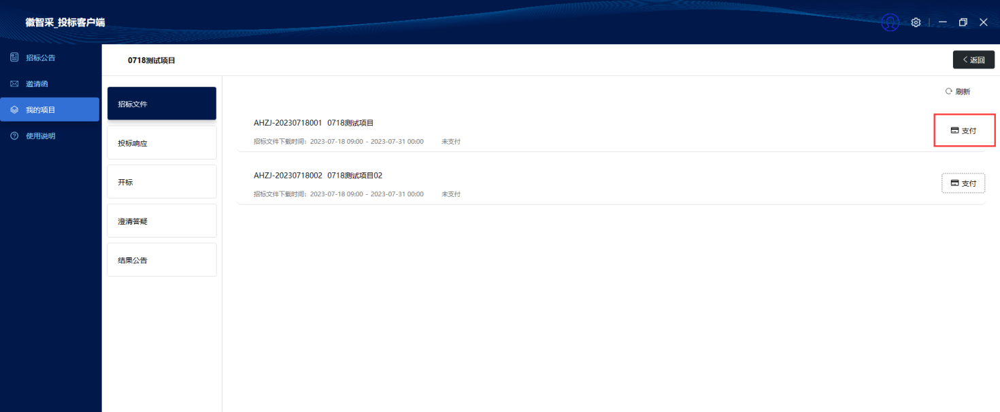 徽智采_投标客户端
招标公告
邀请函
我的项目
使用说明
0718测试项目
返回
招标文件
投标响应
开标
澄清答疑
结果公告
刷新
AHZJ-20230718001 0718测试项目
招标文件下载时间：2023-07-18 09:00 - 2023-07-31 00:00 未支付
支付
AHZJ-20230718002 0718测试项目02
招标文件下载时间：2023-07-18 09:00 - 2023-07-31 00:00 未支付
支付